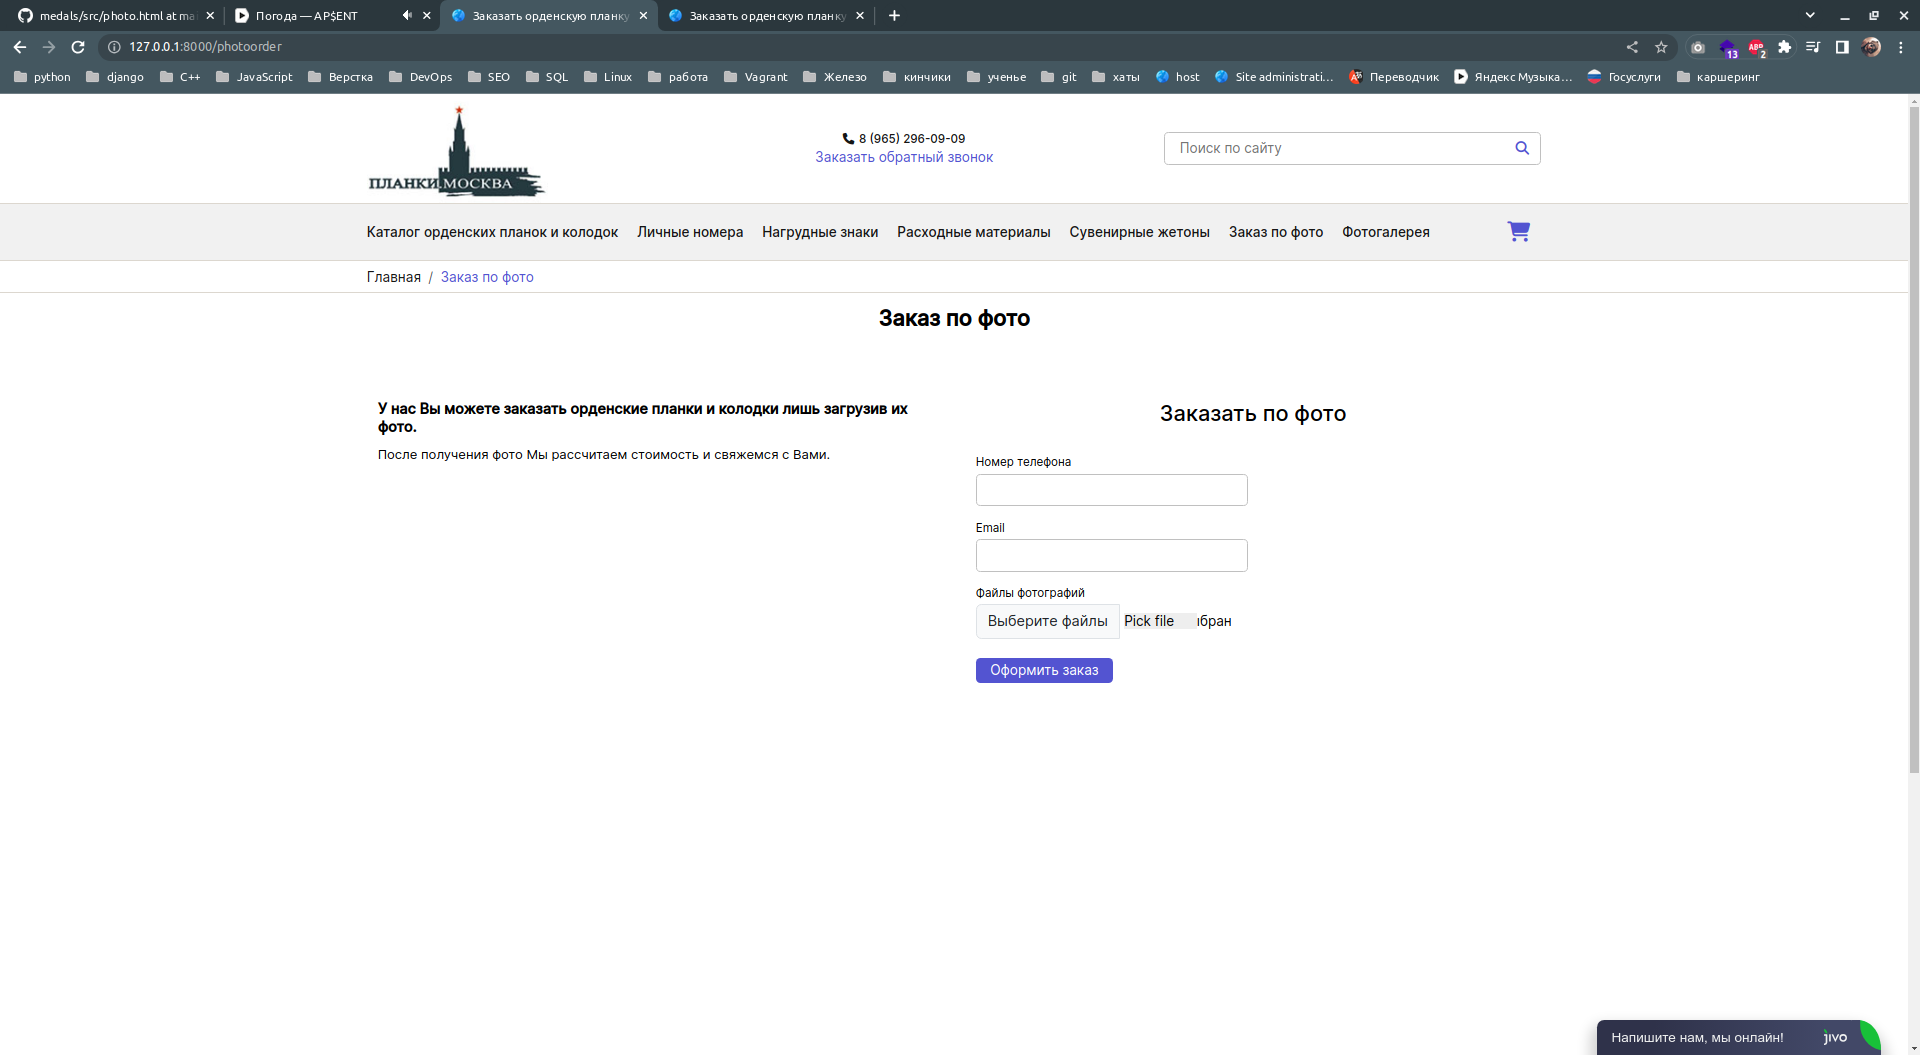 medals/src/photo.html at ma
Погода — AP$ENT
Заказать орденскую планку
Заказать орденскую планку
127.0.0.1:8000/photoorder
13
ABP
2
python
django
C++
JavaScript
Верстка
DevOps
SEO
SQL
Linux
работа
Vagrant
Железо
кинчики
ученье
git
хаты
host
Site administrati…
Переводчик
Яндекс Музыка…
Госуслуги
каршеринг
ПЛАНКИ.МОСКВА
8 (965) 296-09-09
Заказать обратный звонок
Поиск по сайту
Каталог орденских планок и колодок
Личные номера
Нагрудные знаки
Расходные материалы
Сувенирные жетоны
Заказ по фото
Фотогалерея
Главная / Заказ по фото
Заказ по фото
У нас Вы можете заказать орденские планки и колодки лишь загрузив их
фото.
После получения фото Мы рассчитаем стоимость и свяжемся с Вами.
Заказать по фото
Номер телефона
Email
Файлы фотографий
Выберите файлы
Pick file
Оформить заказ
Напишите нам, мы онлайн!
jivo